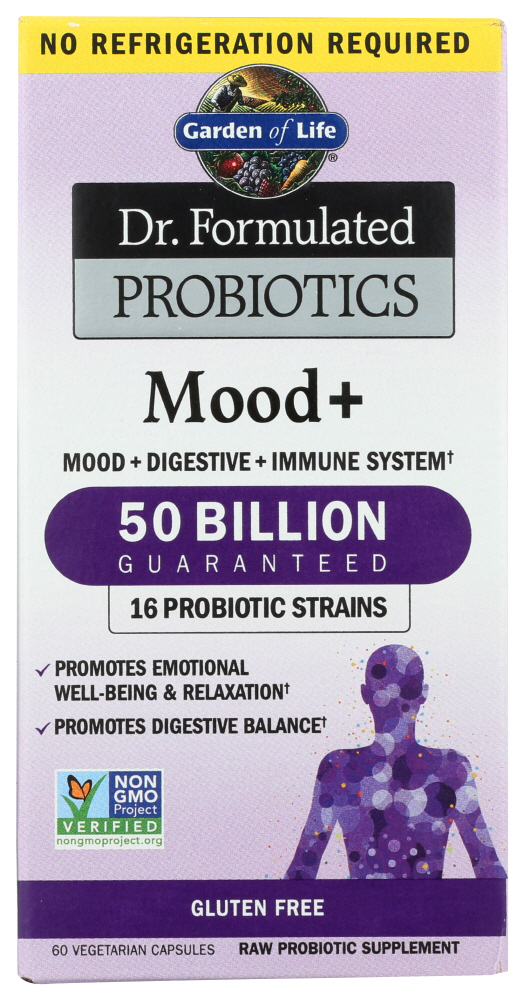 NO REFRIGERATION REQUIRED
Garden of Life®
Dr. Formulated
PROBIOTICS
Mood+
MOOD + DIGESTIVE + IMMUNE SYSTEM†
50 BILLION
GUARANTEED
16 PROBIOTIC STRAINS
✓ PROMOTES EMOTIONAL
WELL-BEING & RELAXATION†
✓ PROMOTES DIGESTIVE BALANCE†
NON
GMO
Project
VERIFIED
nongmoproject.org
GLUTEN FREE
60 VEGETARIAN CAPSULES RAW PROBIOTIC SUPPLEMENT